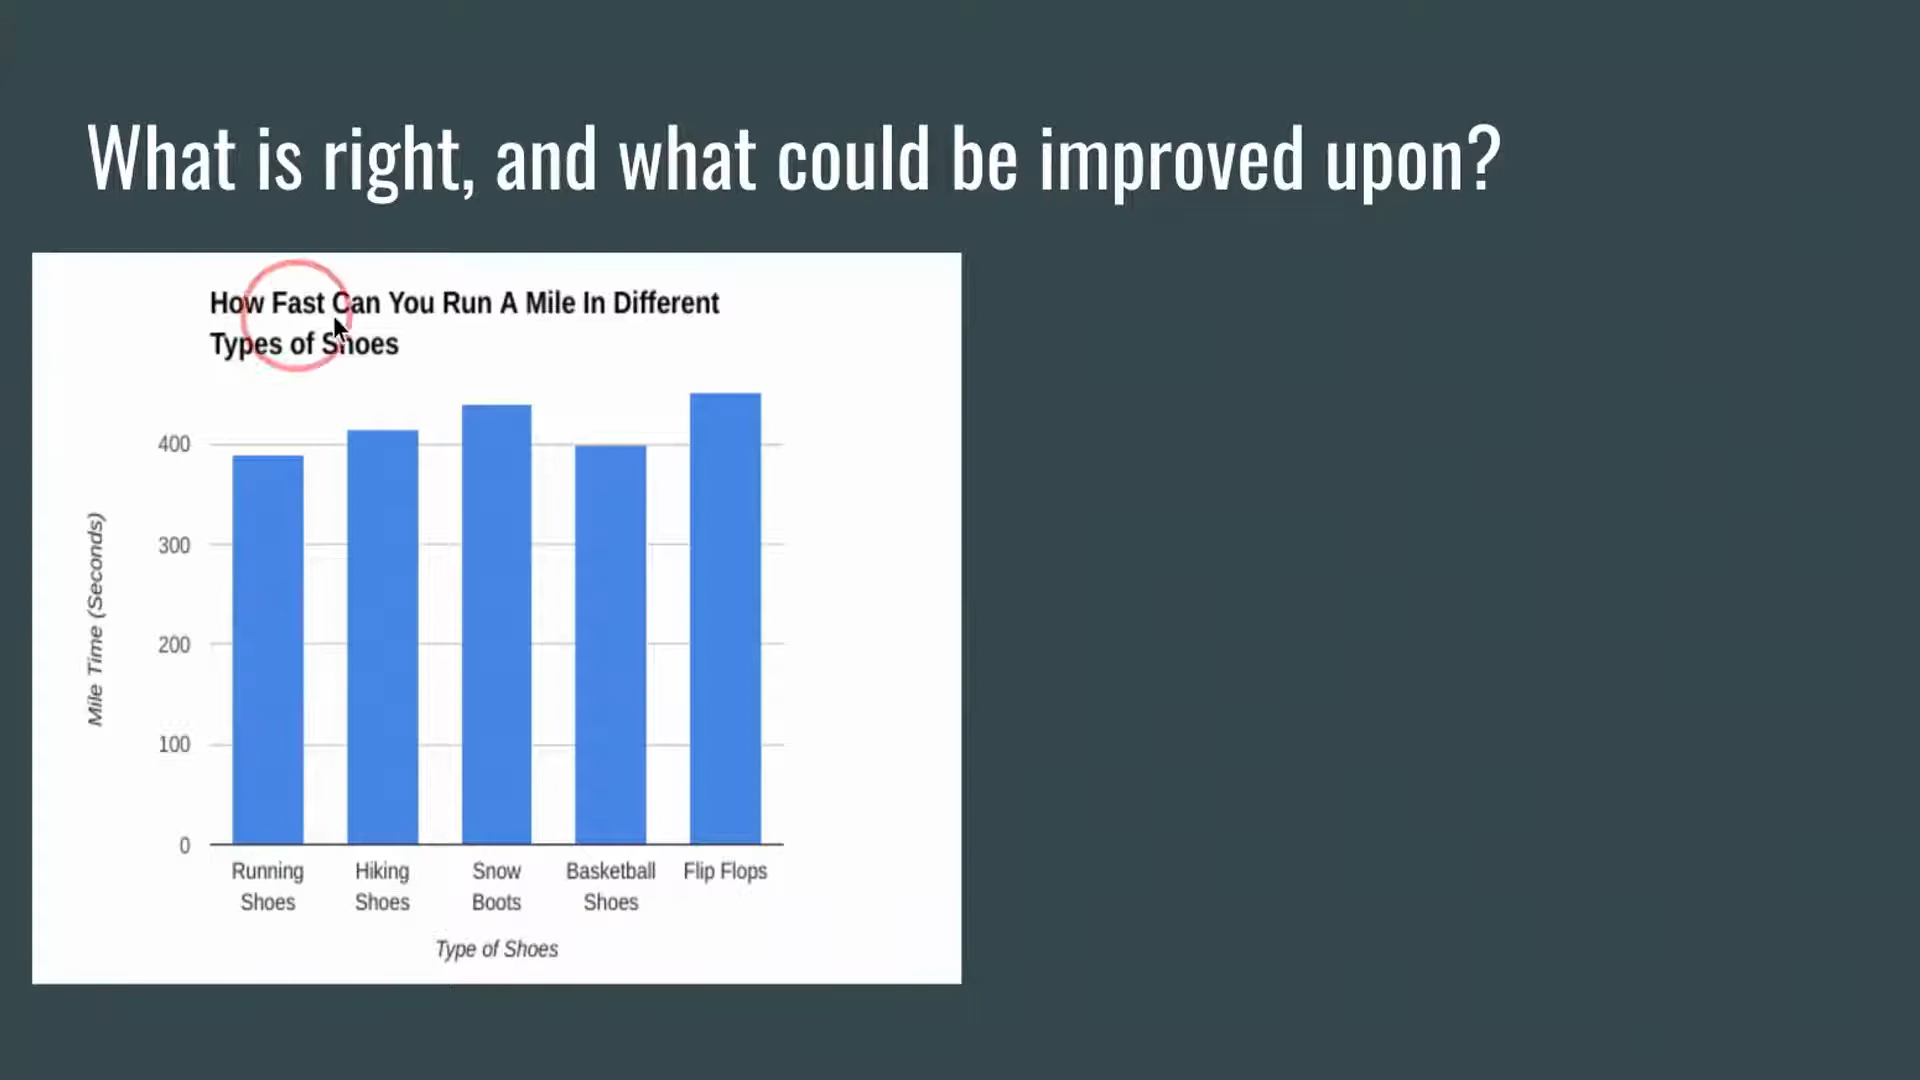 What is right, and what could be improved upon?
How Fast Can You Run A Mile In Different
Types of Shoes
400
300
200
100
0
Mile Time (Seconds)
Running
Shoes
Hiking
Shoes
Snow
Boots
Basketball
Shoes
Flip Flops
Type of Shoes